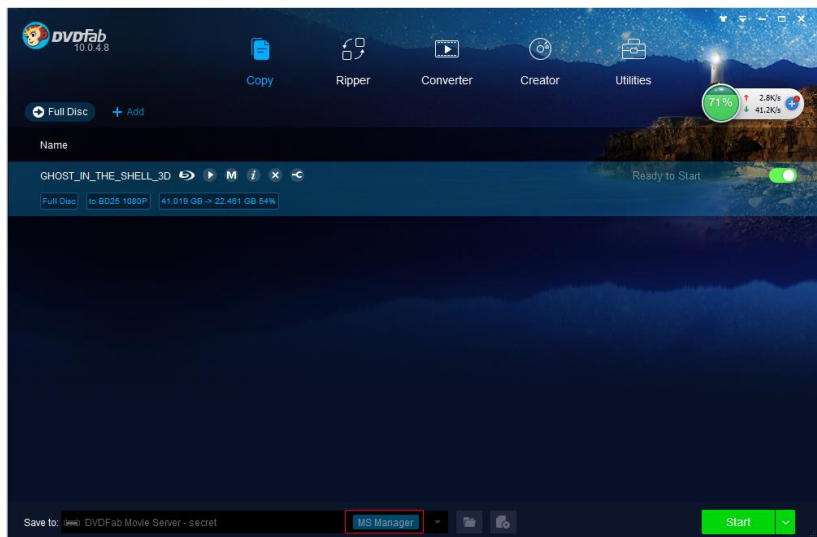 DVDFab
10.0.4.8
Copy
Ripper
Converter
Creator
Utilities
71%
2.8K/s
41.2K/s
Full Disc
Add
Name
GHOST_IN_THE_SHELL_3D
M
i
Ready to Start
Full Disc
to BD25 1080P
41.019 GB -> 22.461 GB 54%
Save to: DVDFab Movie Server - secret
MS Manager
Start